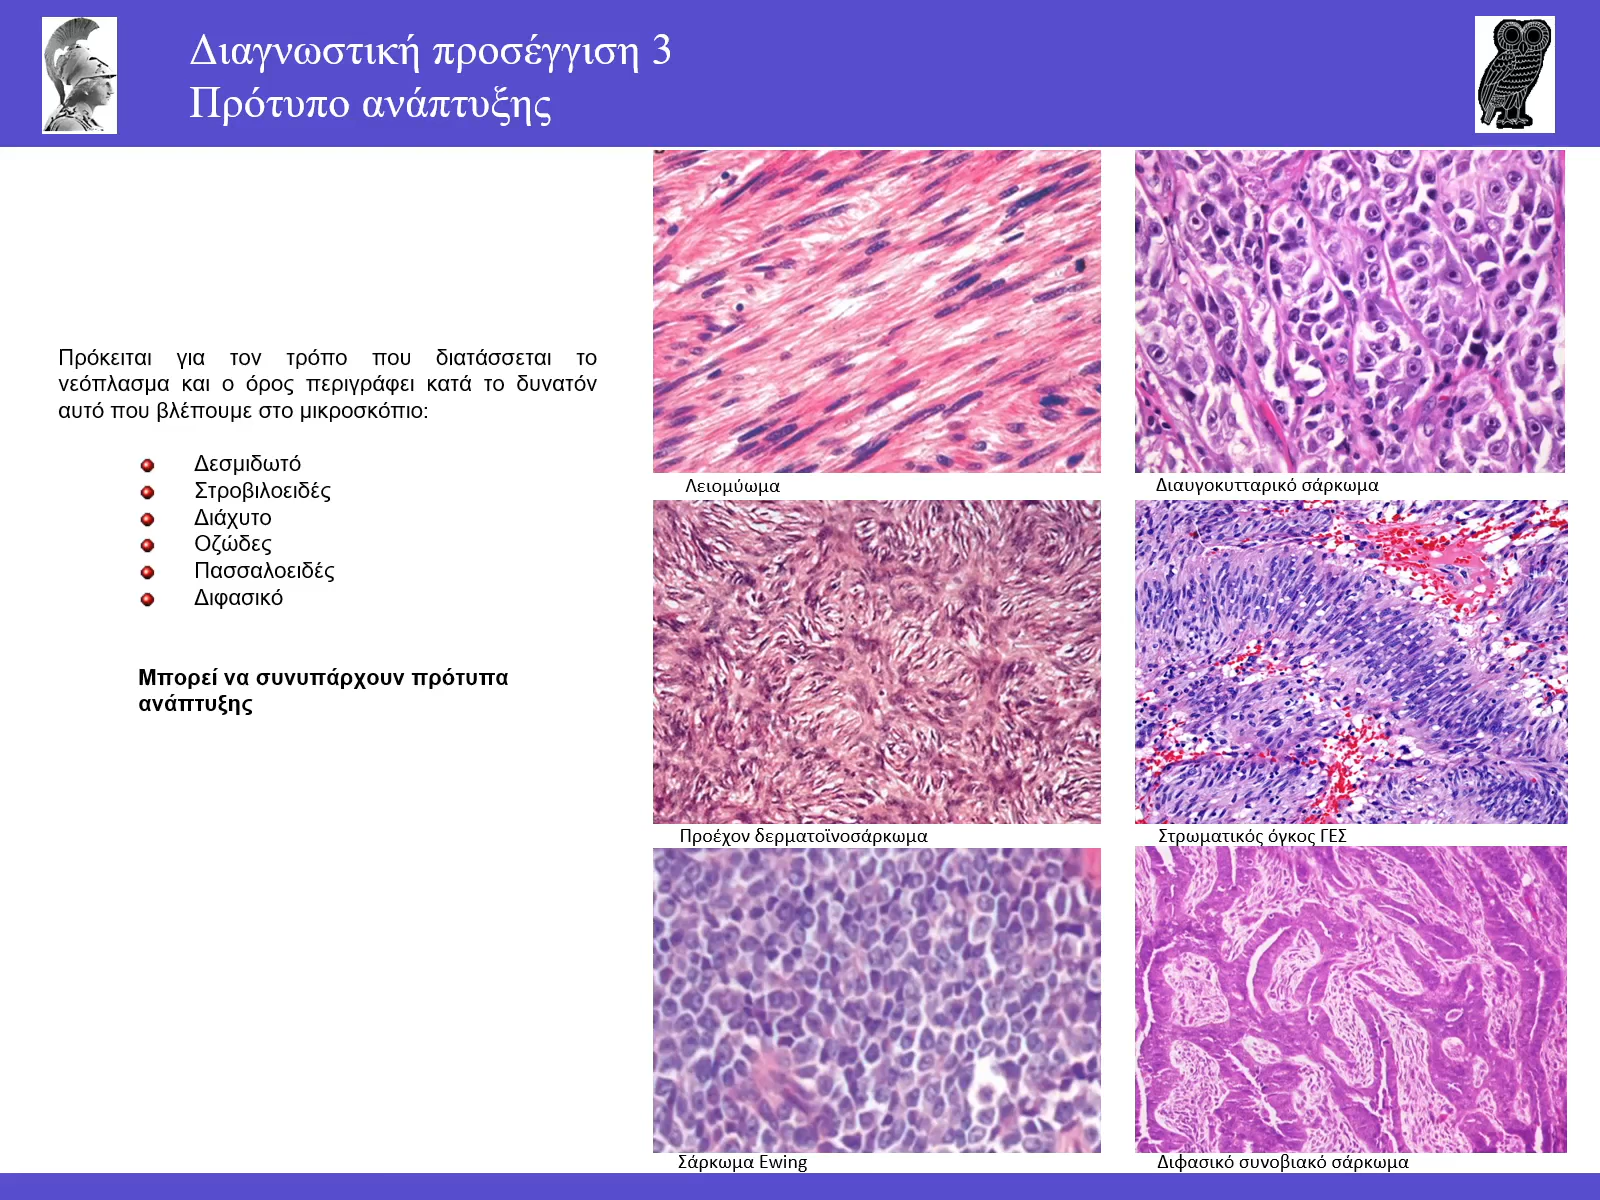 Διαγνωστική προσέγγιση 3
Πρότυπο ανάπτυξης
Πρόκειται για τον τρόπο που διατάσσεται το
νεόπλασμα και ο όρος περιγράφει κατά το δυνατόν
αυτό που βλέπουμε στο μικροσκόπιο:
Δεσμιδωτό
Στροβιλοειδές
Διάχυτο
Οζώδες
Πασσαλοειδές
Διφασικό
Μπορεί να συνυπάρχουν πρότυπα
ανάπτυξης
Λειομύωμα
Διαυγοκυτταρικό σάρκωμα
Προέχον δερματοϊνοσάρκωμα
Στρωματικός όγκος ΓΕΣ
Σάρκωμα Ewing
Διφασικό συνοβιακό σάρκωμα